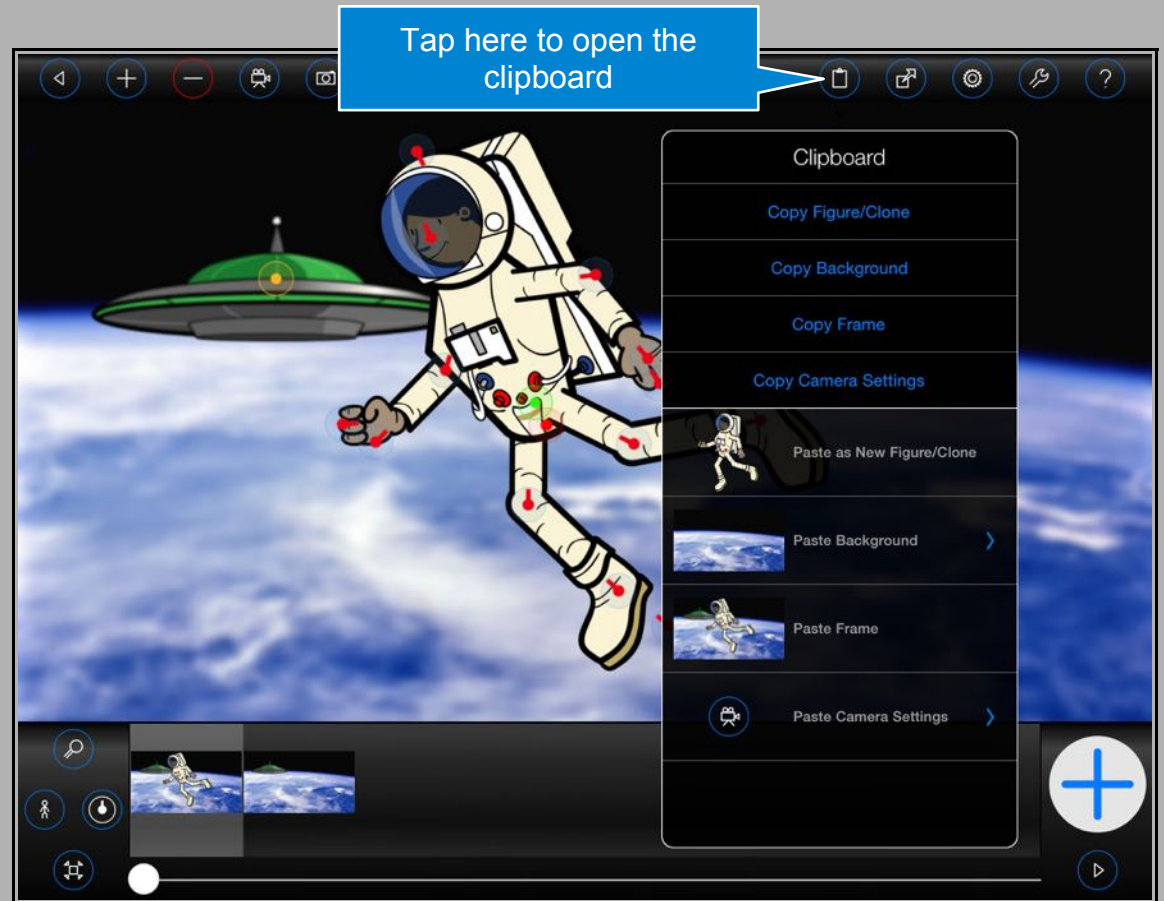 Tap here to open the
clipboard
?
Clipboard
Copy Figure/Clone
Copy Background
Copy Frame
Copy Camera Settings
Paste as New Figure/Clone
Paste Background
Paste Frame
Paste Camera Settings